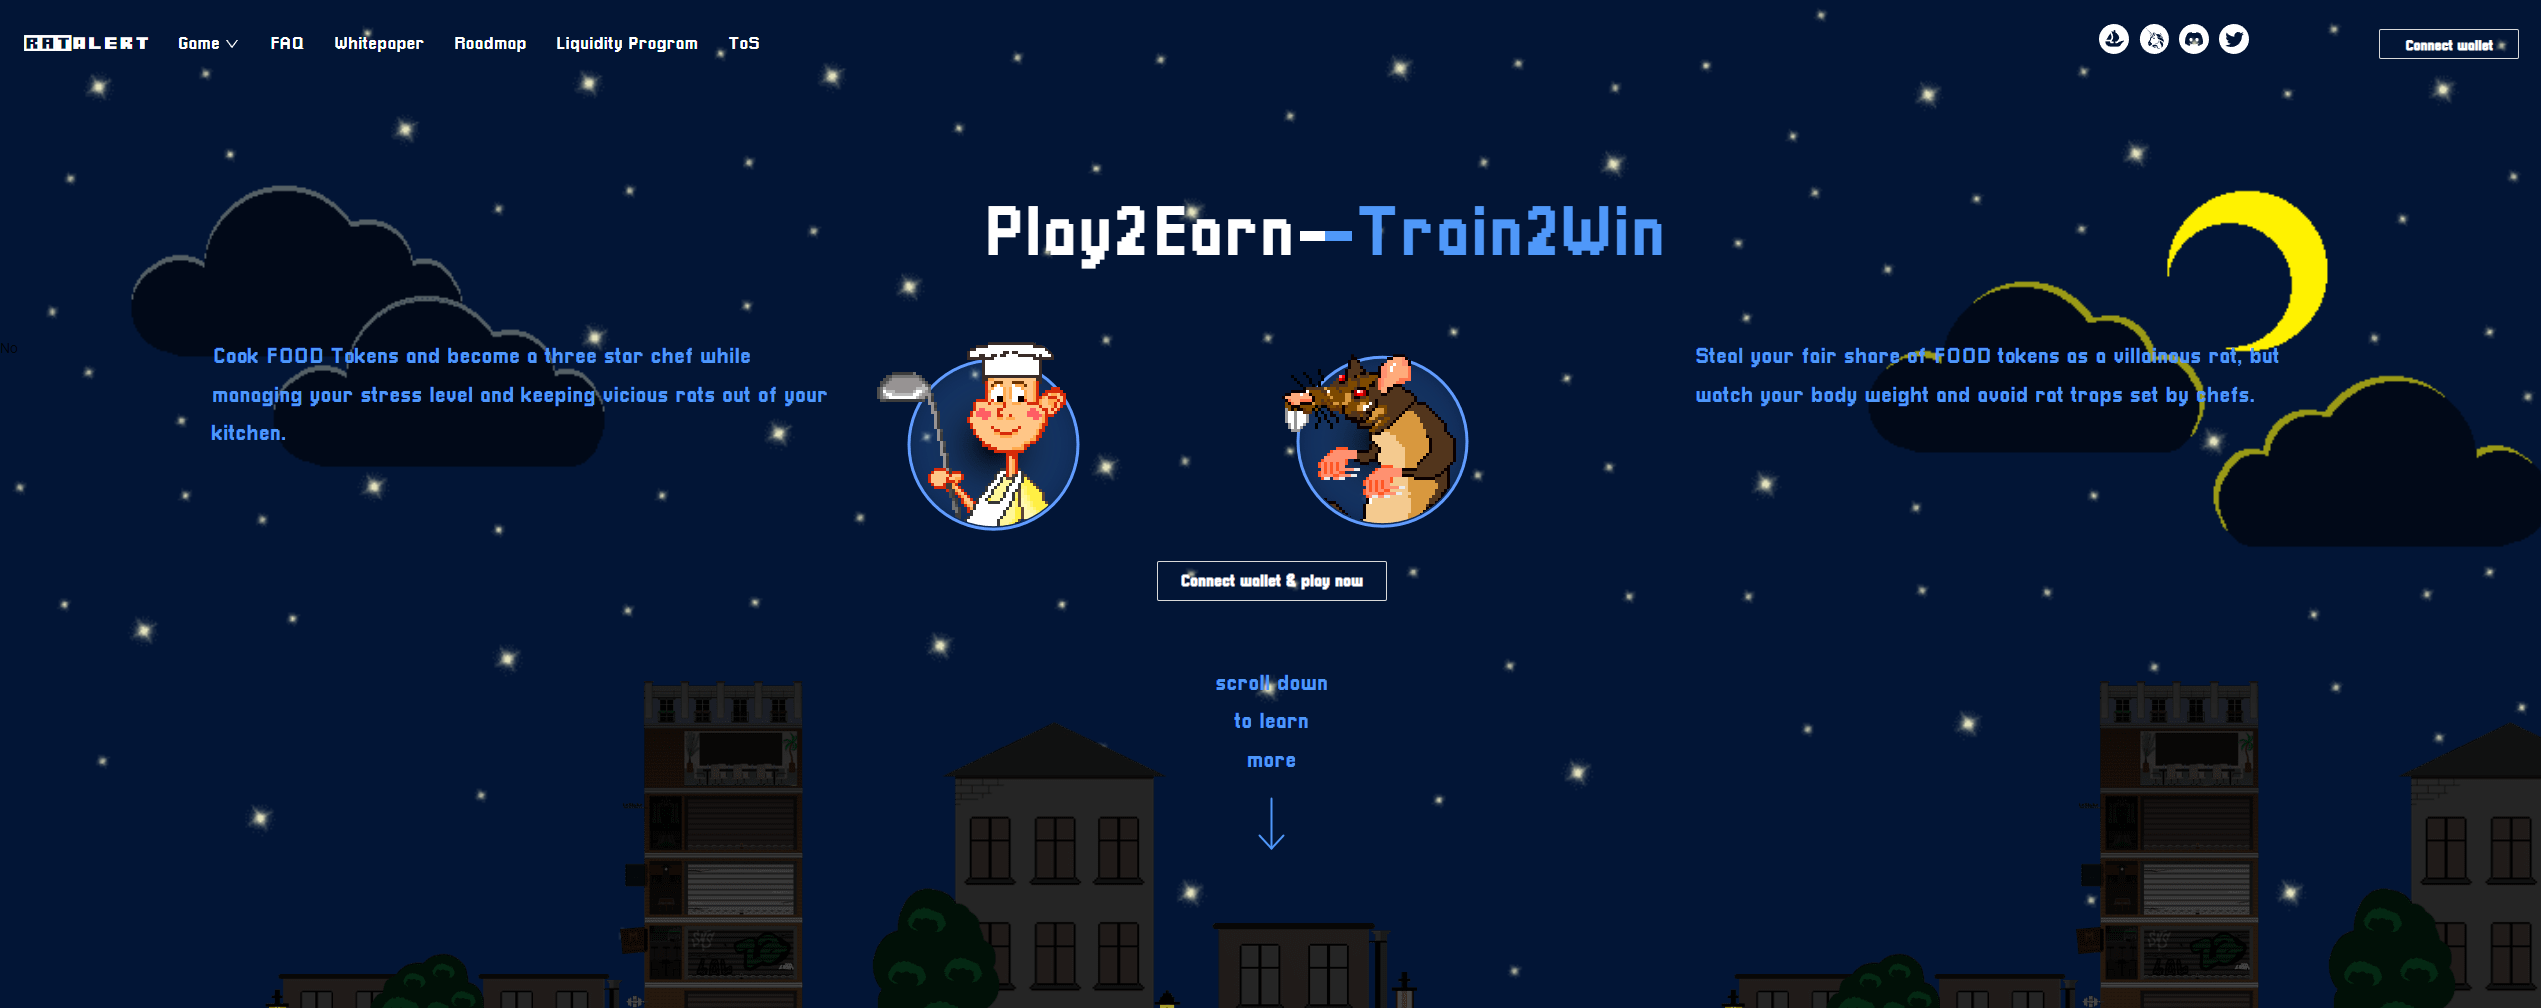 RATALERT Game FAQ Whitepaper Roadmap Liquidity Program ToS Connect wallet
Play2Earn--Train2Win
No
Cook FOOD Tokens and become a three star chef while
managing your stress level and keeping vicious rats out of your
kitchen.
Steal your fair share of FOOD tokens as a villainous rat, but
watch your body weight and avoid rat traps set by chefs.
Connect wallet & play now
scroll down
to learn
more